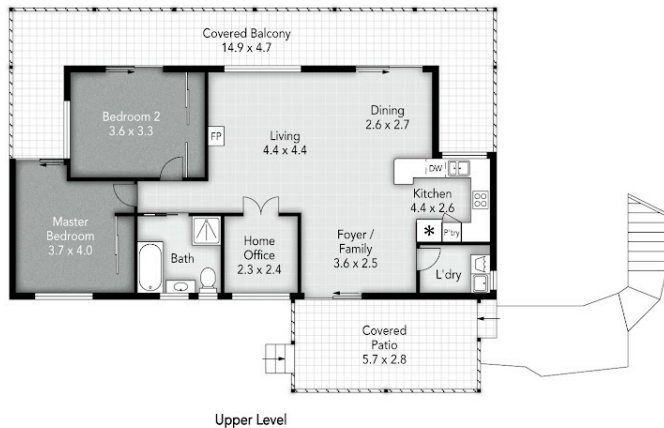 Covered Balcony
14.9 x 4.7
Bedroom 2
3.6 x 3.3
FP
Living
4.4 x 4.4
Dining
2.6 x 2.7
DW
Kitchen
4.4 x 2.6
P'try
Master
Bedroom
3.7 x 4.0
Bath
Home
Office
2.3 x 2.4
Foyer /
Family
3.6 x 2.5
L'dry
Covered
Patio
5.7 x 2.8
Upper Level